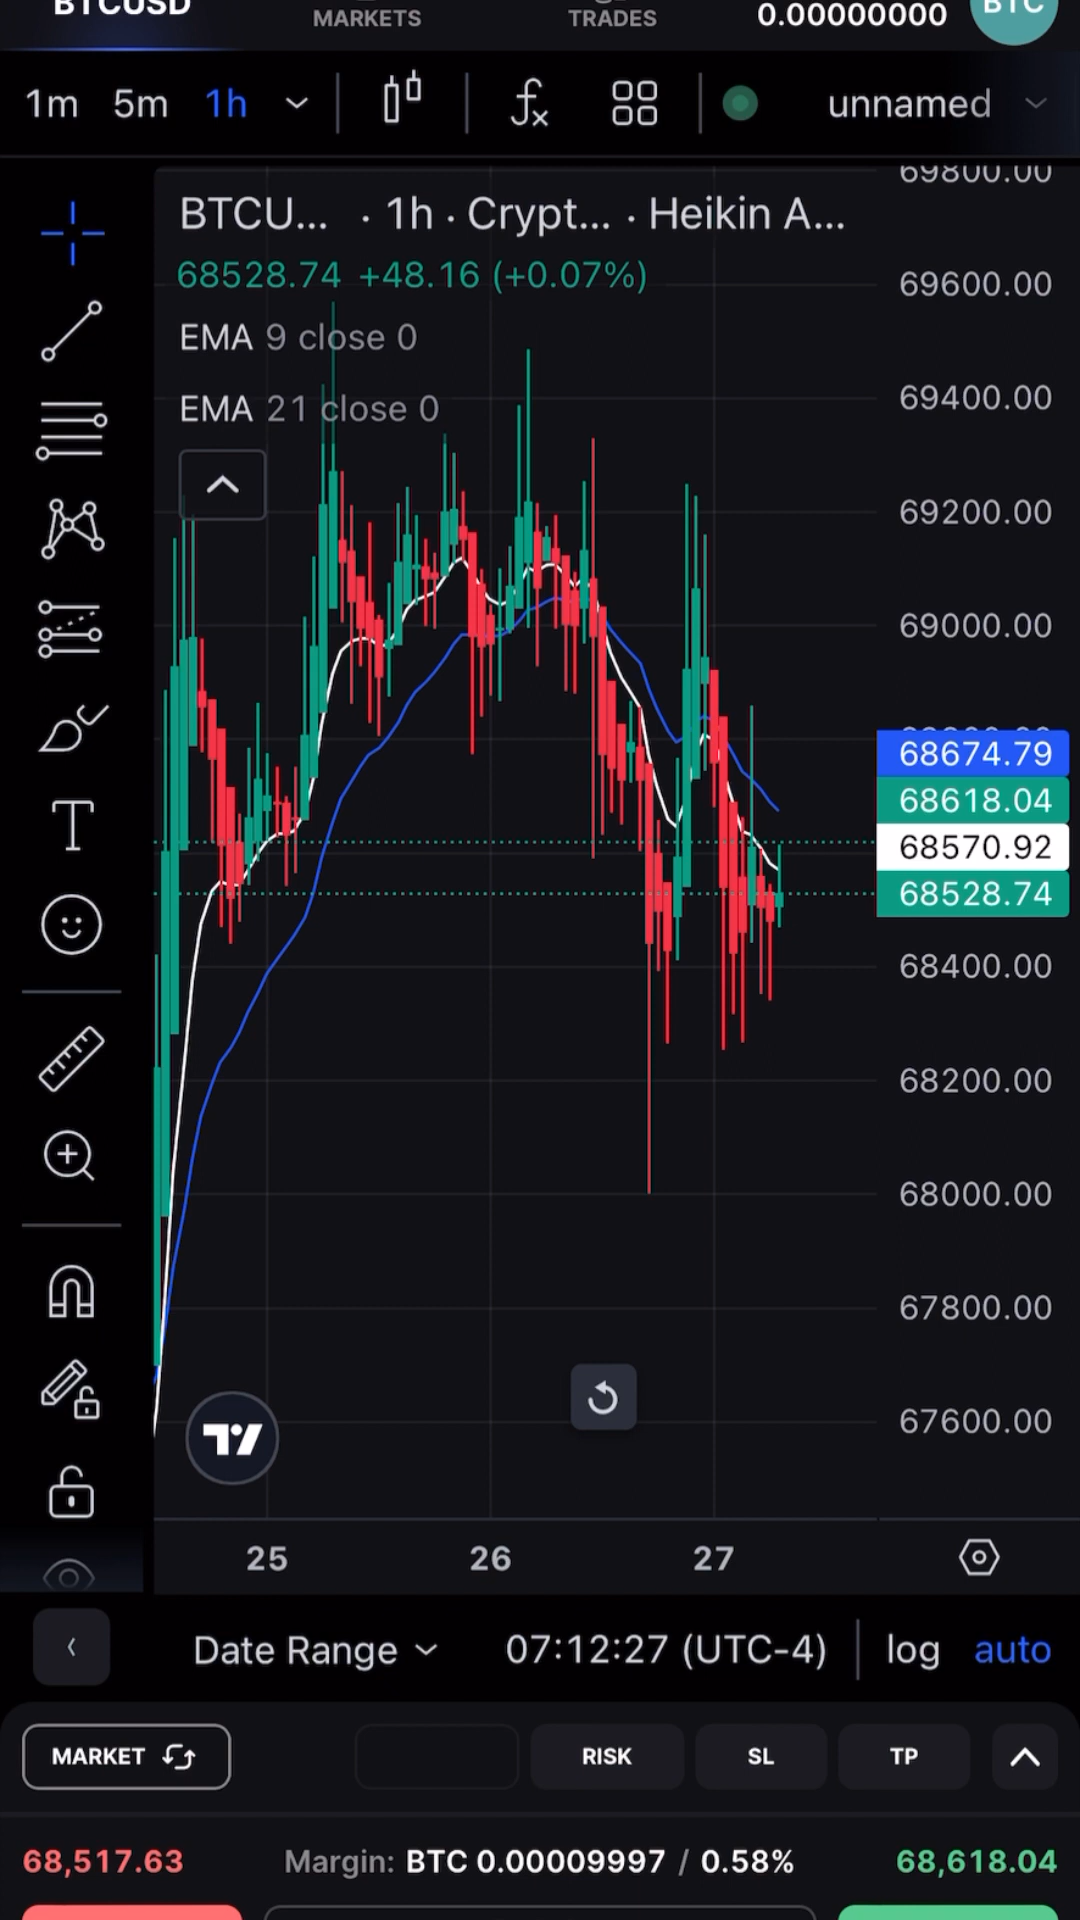 BTCUSD
MARKETS
TRADES
0.00000000
BTC
1m 5m 1h
unnamed
69800.00
BTCU... · 1h · Crypt... · Heikin A...
68528.74 +48.16 (+0.07%)
69600.00
EMA 9 close 0
EMA 21 close 0
69400.00
69200.00
69000.00
68674.79
68618.04
68570.92
68528.74
68400.00
68200.00
68000.00
67800.00
67600.00
25 26 27
Date Range 07:12:27 (UTC-4) log auto
MARKET RISK SL TP
68,517.63 Margin: BTC 0.00009997 / 0.58% 68,618.04